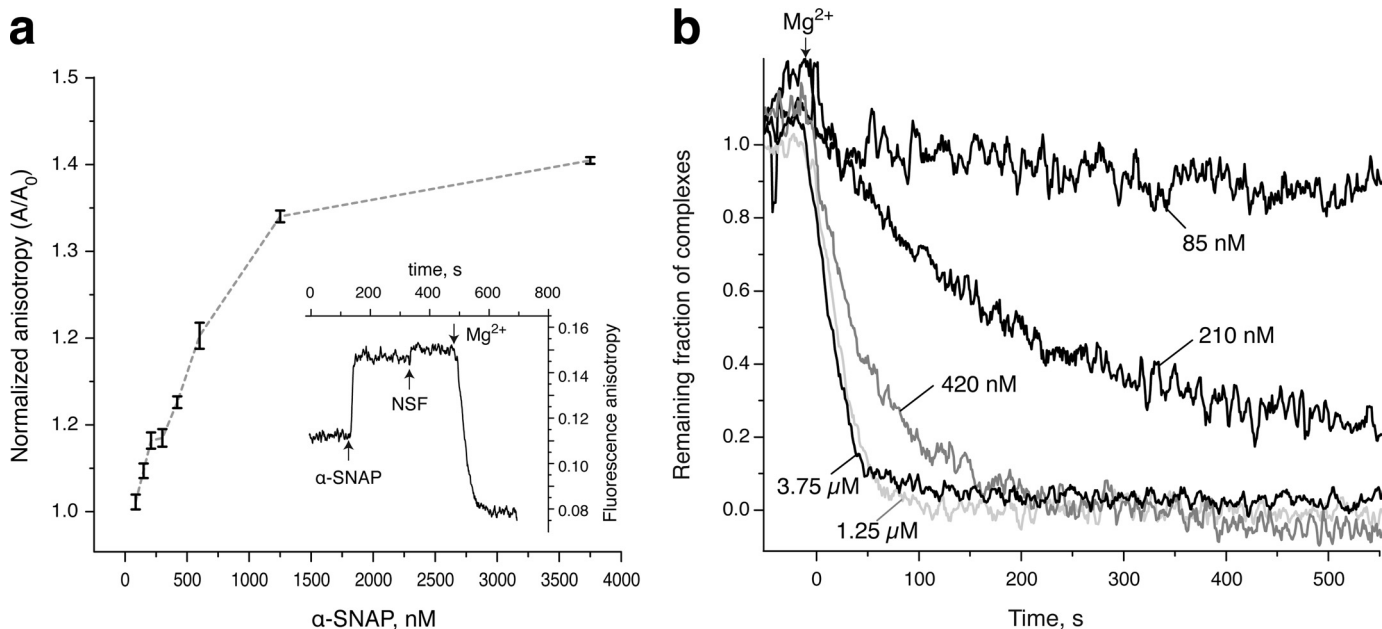 a
Normalized anisotropy (A/A0)
1.5
1.4
1.3
1.2
1.2
1.0
0
500
1000
1500
2000
2500
3000
3500
4000
α-SNAP, nM
time, s
0
200
400
600
800
0.16
0.14
0.12
0.10
0.08
Fluorescence anisotropy
Mg2+
NSF
α-SNAP
b
Mg2+
Remaining fraction of complexes
1.0
0.8
0.6
0.4
0.2
0.0
85 nM
210 nM
420 nM
3.75 µM
1.25 µM
0
100
200
300
400
500
Time, s